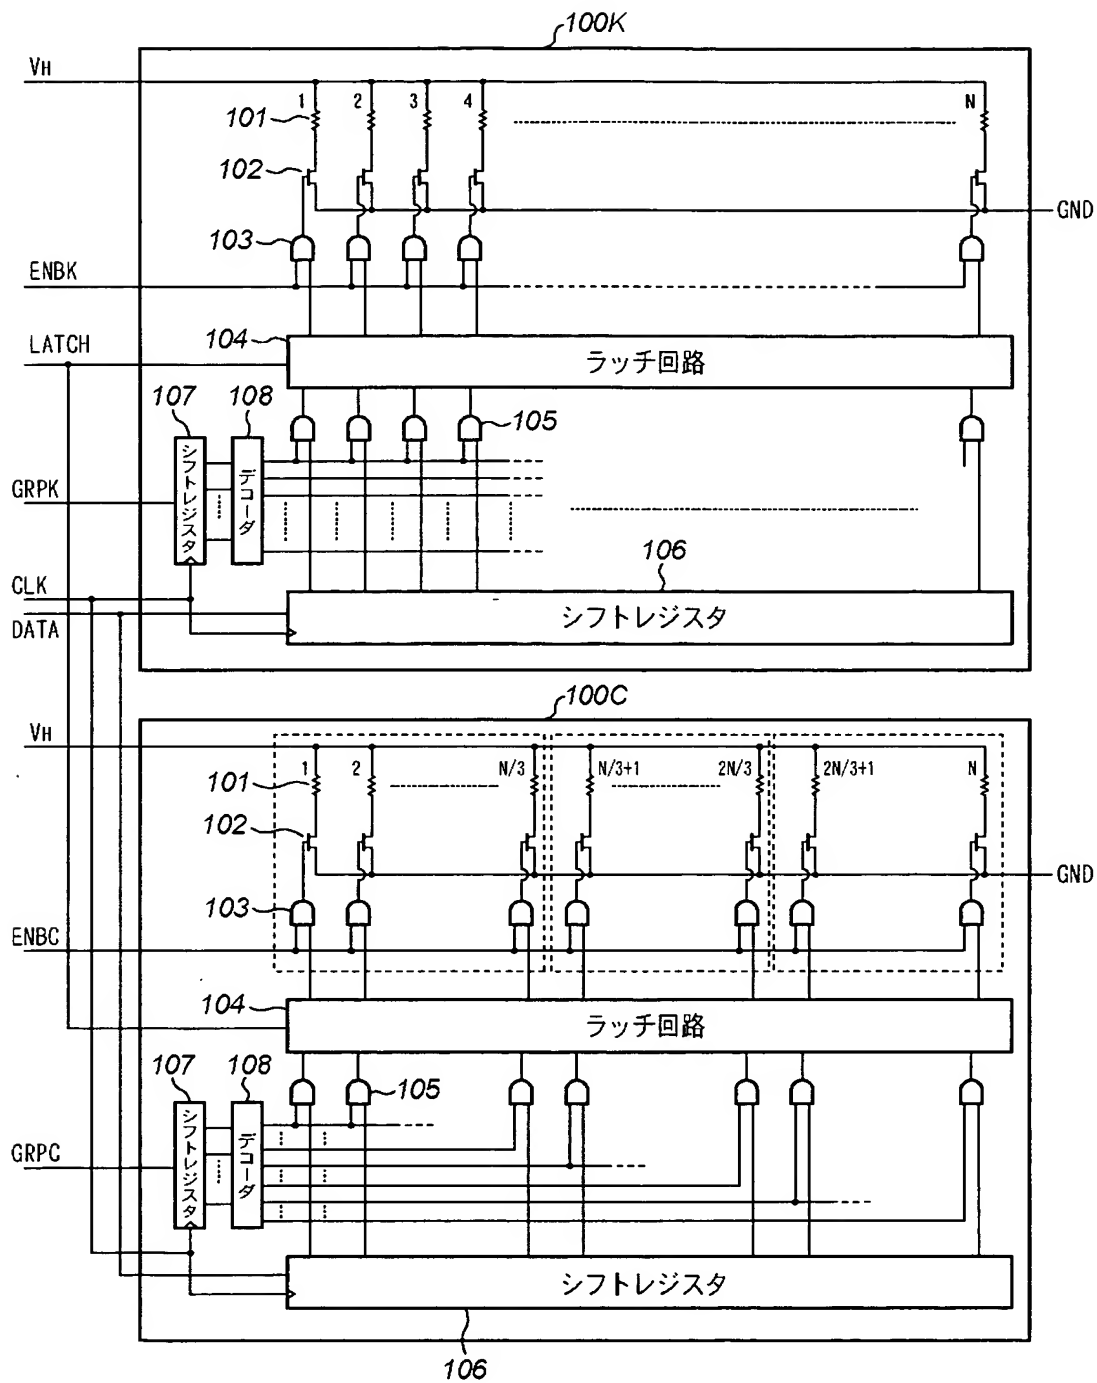 100K
VH
1 2 3 4 N
101
102
GND
103
ENBK
104
LATCH
ラッチ回路
107 108
105
シフトレジスタ
デコーダ
GRPK
106
CLK
シフトレジスタ
DATA
100C
VH
1 2 N/3 N/3+1 2N/3 2N/3+1 N
101
102
GND
103
ENBC
104
ラッチ回路
107 108
105
シフトレジスタ
デコーダ
GRPC
シフトレジスタ
106